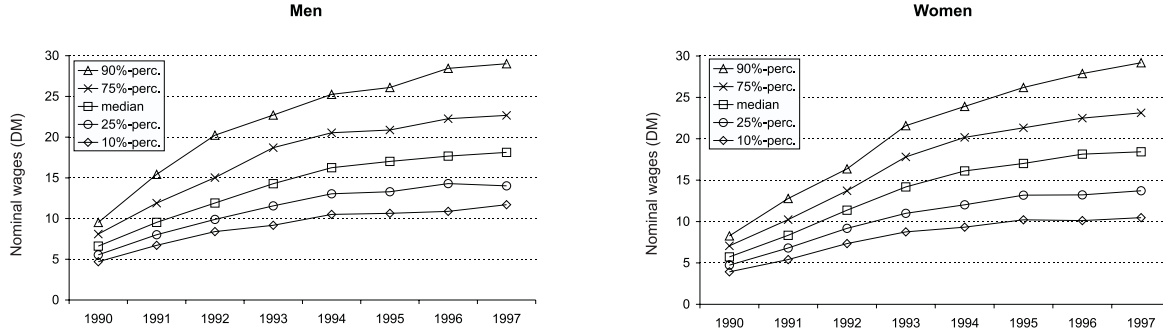 Men
Nominal wages (DM)
30
25
20
15
10
5
0
90%-perc.
75%-perc.
median
25%-perc.
10%-perc.
1990 1991 1992 1993 1994 1995 1996 1997
Women
Nominal wages (DM)
30
25
20
15
10
5
0
90%-perc.
75%-perc.
median
25%-perc.
10%-perc.
1990 1991 1992 1993 1994 1995 1996 1997